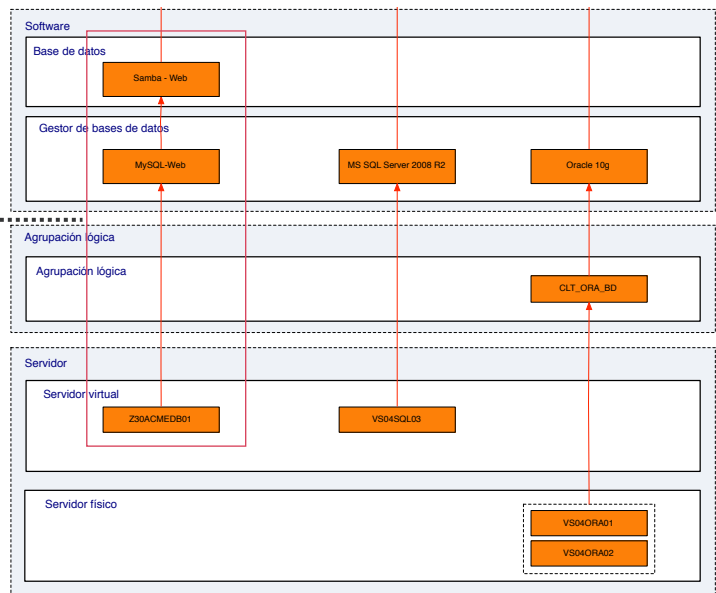 Software
Base de datos
Samba - Web
Gestor de bases de datos
MySQL-Web
MS SQL Server 2008 R2
Oracle 10g
Agrupación lógica
Agrupación lógica
CLT_ORA_BD
Servidor
Servidor virtual
Z30ACMEDB01
VS04SQL03
Servidor físico
VS04ORA01
VS04ORA02